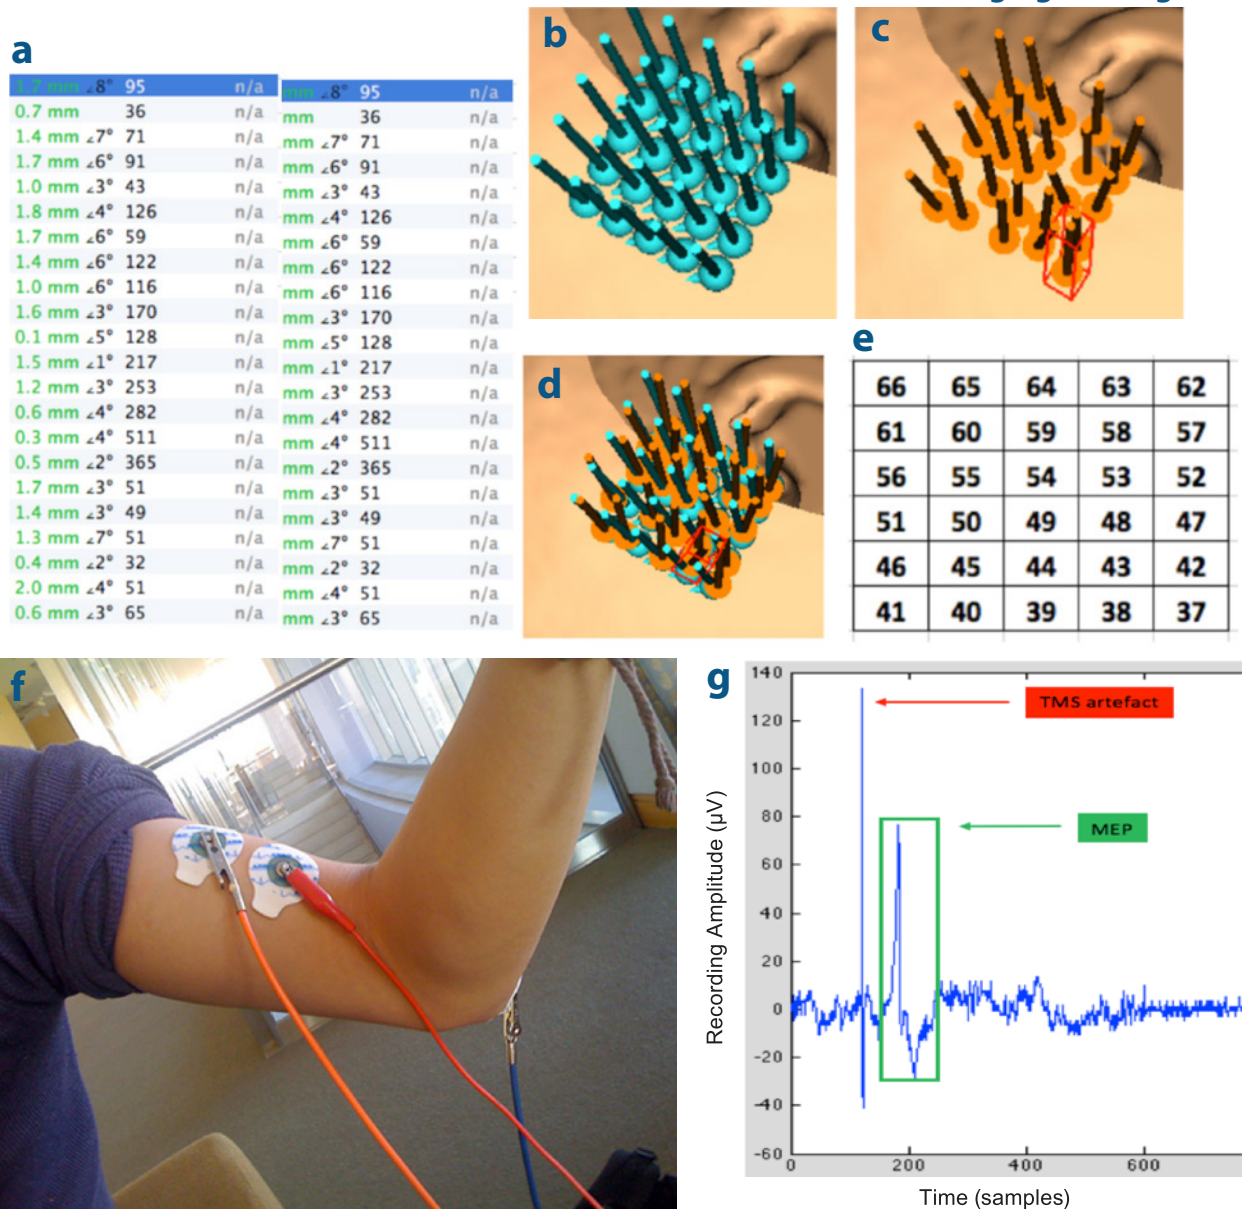 a
1.7 mm ∠8° 95 n/a
0.7 mm 36 n/a
1.4 mm ∠7° 71 n/a
1.7 mm ∠6° 91 n/a
1.0 mm ∠3° 43 n/a
1.8 mm ∠4° 126 n/a
1.7 mm ∠6° 59 n/a
1.4 mm ∠6° 122 n/a
1.0 mm ∠6° 116 n/a
1.6 mm ∠3° 170 n/a
0.1 mm ∠5° 128 n/a
1.5 mm ∠1° 217 n/a
1.2 mm ∠3° 253 n/a
0.6 mm ∠4° 282 n/a
0.3 mm ∠4° 511 n/a
0.5 mm ∠2° 365 n/a
1.7 mm ∠3° 51 n/a
1.4 mm ∠3° 49 n/a
1.3 mm ∠7° 51 n/a
0.4 mm ∠2° 32 n/a
2.0 mm ∠4° 51 n/a
0.6 mm ∠3° 65 n/a
mm ∠8° 95 n/a
mm 36 n/a
mm ∠7° 71 n/a
mm ∠6° 91 n/a
mm ∠3° 43 n/a
mm ∠4° 126 n/a
mm ∠6° 59 n/a
mm ∠6° 122 n/a
mm ∠6° 116 n/a
mm ∠3° 170 n/a
mm ∠5° 128 n/a
mm ∠1° 217 n/a
mm ∠3° 253 n/a
mm ∠4° 282 n/a
mm ∠4° 511 n/a
mm ∠2° 365 n/a
mm ∠3° 51 n/a
mm ∠3° 49 n/a
mm ∠7° 51 n/a
mm ∠2° 32 n/a
mm ∠4° 51 n/a
mm ∠3° 65 n/a
b
c
d
e
66 65 64 63 62
61 60 59 58 57
56 55 54 53 52
51 50 49 48 47
46 45 44 43 42
41 40 39 38 37
f
g
140
120
100
80
60
40
20
0
-20
-40
-60
0 200 400 600
Recording Amplitude (µV)
Time (samples)
TMS artefact
MEP